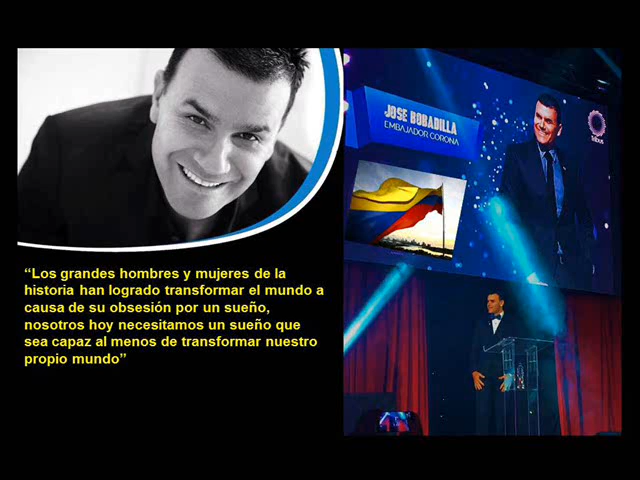 JOSE BOBADILLA
EMBAJADOR CORONA
Tribus
“Los grandes hombres y mujeres de la
historia han logrado transformar el mundo a
causa de su obsesión por un sueño,
nosotros hoy necesitamos un sueño que
sea capaz al menos de transformar nuestro
propio mundo”